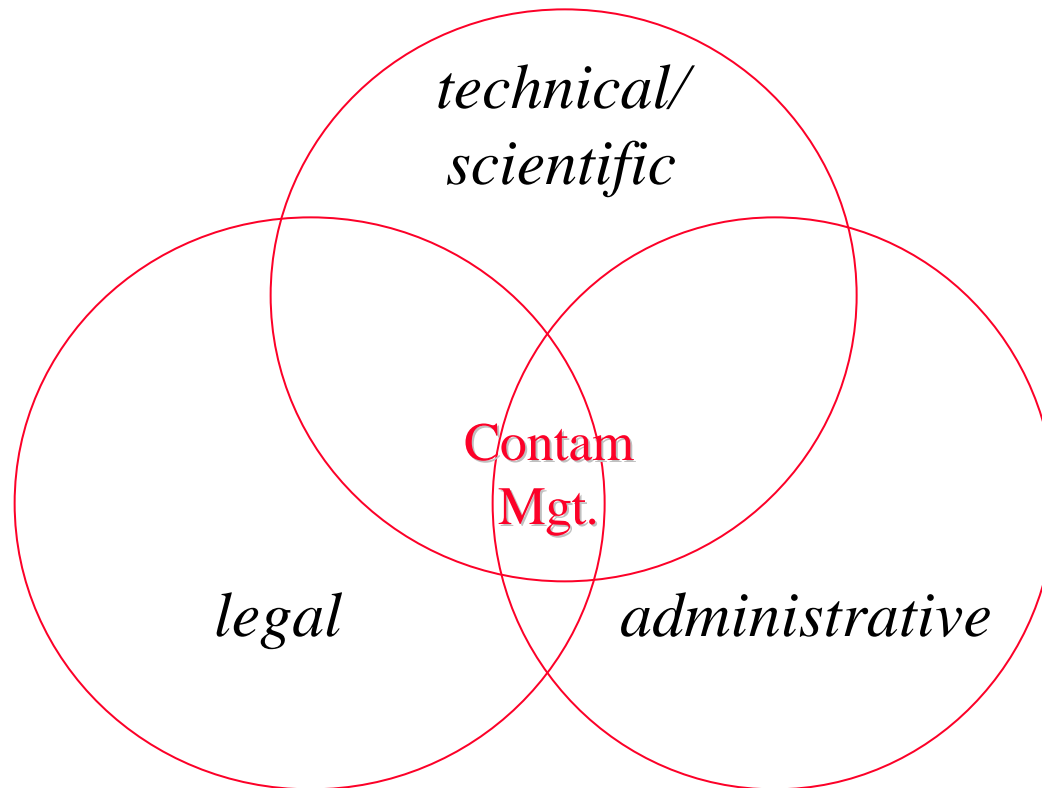 technical/
scientific
Contam
Mgt.
legal
administrative